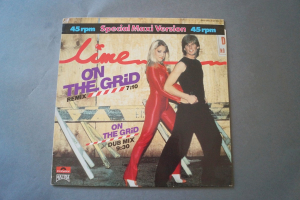 45 rpm Special Maxi Version 45 rpm
Lime
ON
THE GRID
REMIX 7:10
ON
THE GRID
DUB MIX
9:30